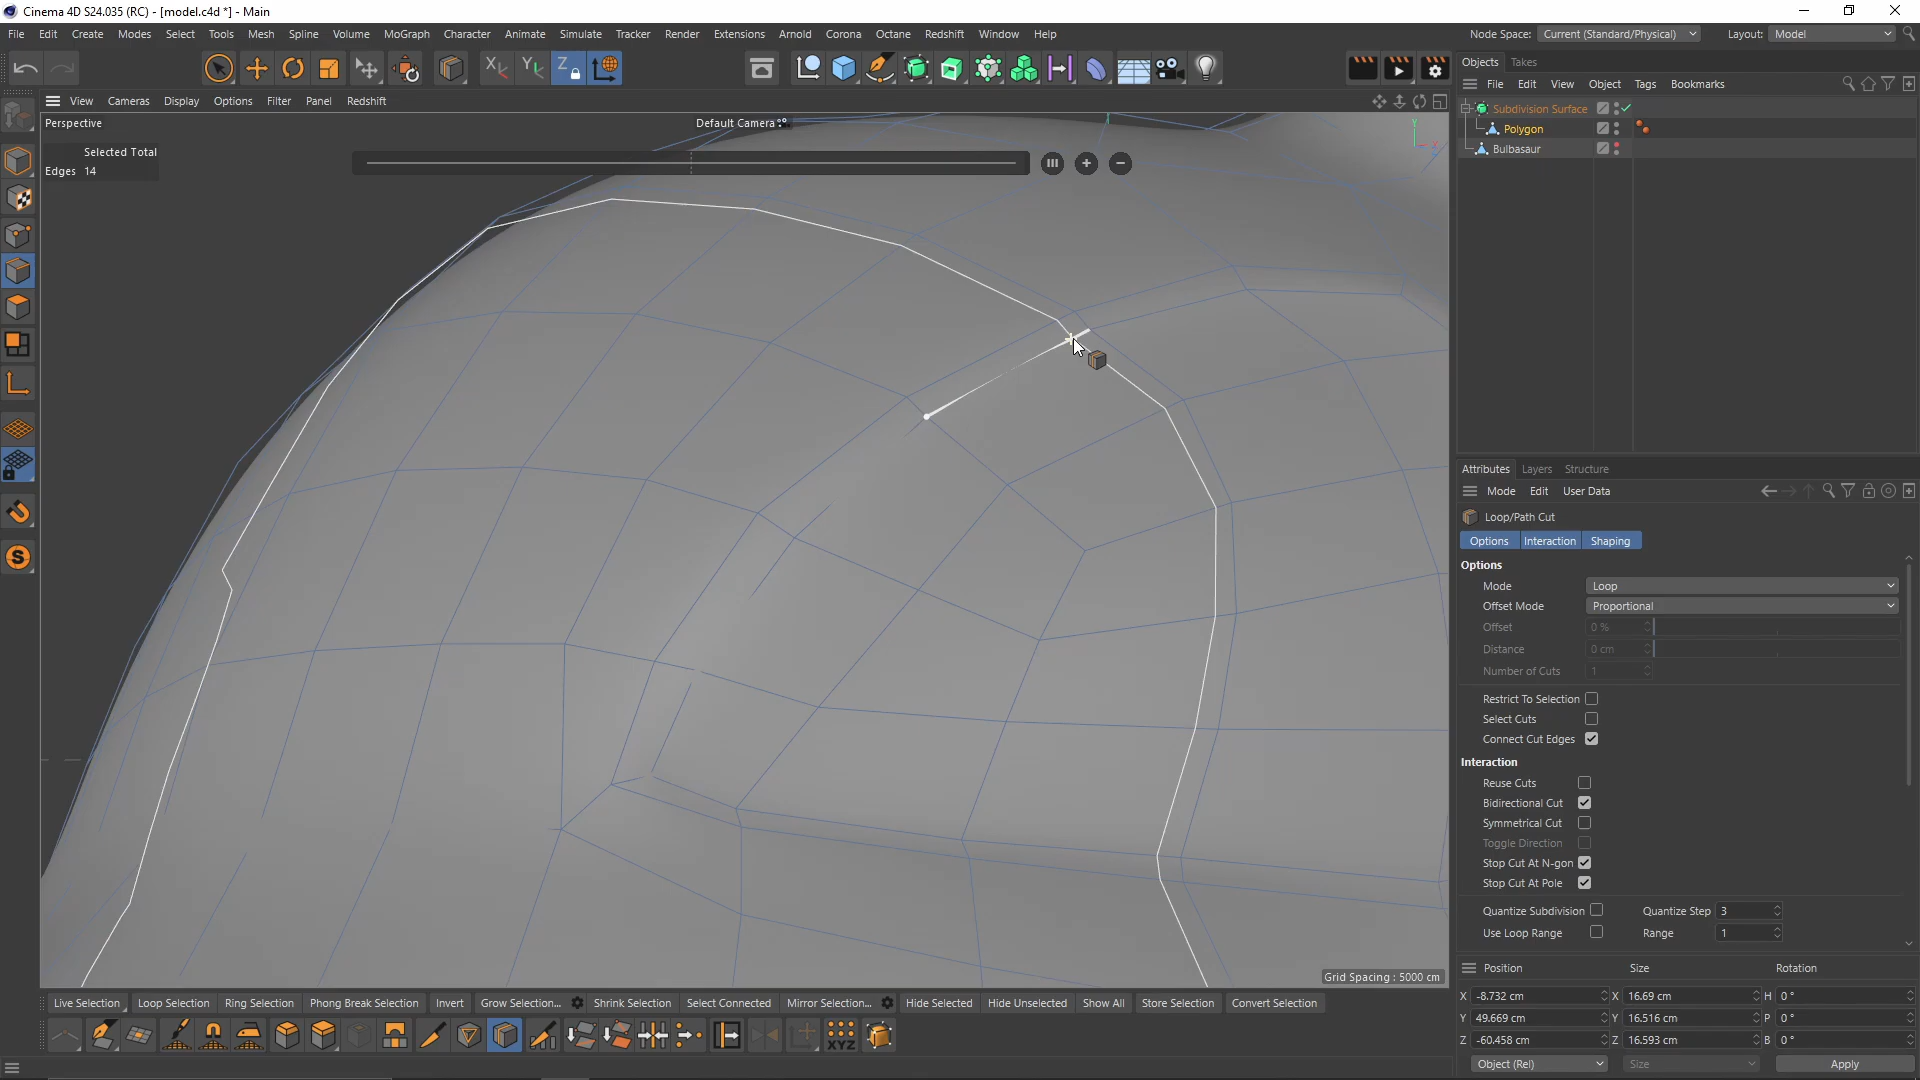 Cinema 4D S24.035 (RC) - [model.c4d *] - Main
File Edit Create Modes Select Tools Mesh Spline Volume MoGraph Character Animate Simulate Tracker Render Extensions Arnold Corona Octane Redshift Window Help
Node Space: Current (Standard/Physical) Layout: Model
X Y Z
Objects Takes
File Edit View Object Tags Bookmarks
View Cameras Display Options Filter Panel Redshift
Subdivision Surface
Polygon
Bulbasaur
Perspective
Default Camera
Selected Total
Edges 14
Y
X
Z
S
Attributes Layers Structure
Mode Edit User Data
Loop/Path Cut
Options Interaction Shaping
Options
Mode Loop
Offset Mode Proportional
Offset 0 %
Distance 0 cm
Number of Cuts 1
Restrict To Selection
Select Cuts
Connect Cut Edges
Interaction
Reuse Cuts
Bidirectional Cut
Symmetrical Cut
Toggle Direction
Stop Cut At N-gon
Stop Cut At Pole
Quantize Subdivision Quantize Step 3
Use Loop Range Range 1
Grid Spacing : 5000 cm
Position Size Rotation
X -8.732 cm X 16.69 cm H 0 °
Y 49.669 cm Y 16.516 cm P 0 °
Z -60.458 cm Z 16.593 cm B 0 °
Object (Rel) Size Apply
Live Selection Loop Selection Ring Selection Phong Break Selection Invert Grow Selection... Shrink Selection Select Connected Mirror Selection... Hide Selected Hide Unselected Show All Store Selection Convert Selection
XYZ